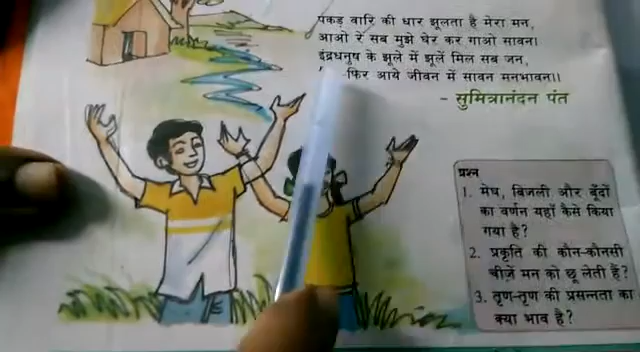 पकड़ वारि की धार झूलता है मेरा मन,
आओ रे सब मुझे घेर कर गाओ सावन।
इंद्रधनुष के झूले में झूलें मिल सब जन,
फिर आये जीवन में सावन मनभावन।।
- सुमित्रानंदन पंत
प्रश्न
1. मेघ, बिजली और बूँदों
का वर्णन यहाँ कैसे किया
गया है?
2. प्रकृति की कौन-कौनसी
चीज़ें मन को छू लेती हैं?
3. तृण-तृण की प्रसन्नता का
क्या भाव है?